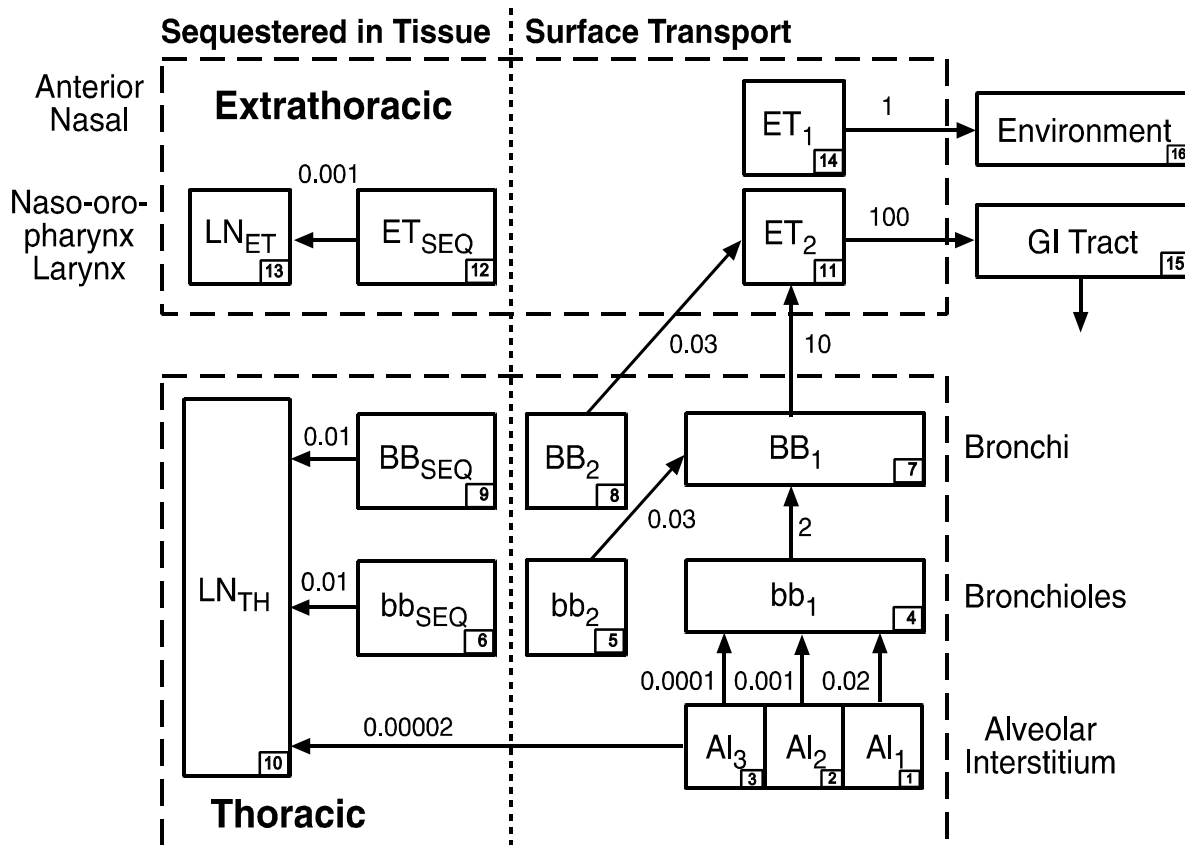 Sequestered in Tissue
Surface Transport
Anterior
Nasal
Extrathoracic
ET1
14
1
Environment
16
Naso-oro-
pharynx
Larynx
LNET
13
0.001
ETSEQ
12
ET2
11
100
GI Tract
15
0.03
10
LNTH
10
0.01
BBSEQ
9
BB2
8
BB1
7
Bronchi
0.03
2
0.01
bbSEQ
6
bb2
5
bb1
4
Bronchioles
0.0001
0.001
0.02
0.00002
AI3
3
AI2
2
AI1
1
Alveolar
Interstitium
Thoracic